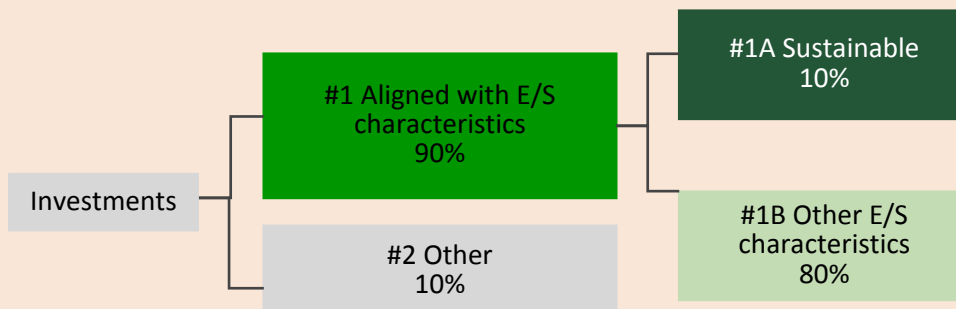 Investments
#1 Aligned with E/S
characteristics
90%
#2 Other
10%
#1A Sustainable
10%
#1B Other E/S
characteristics
80%